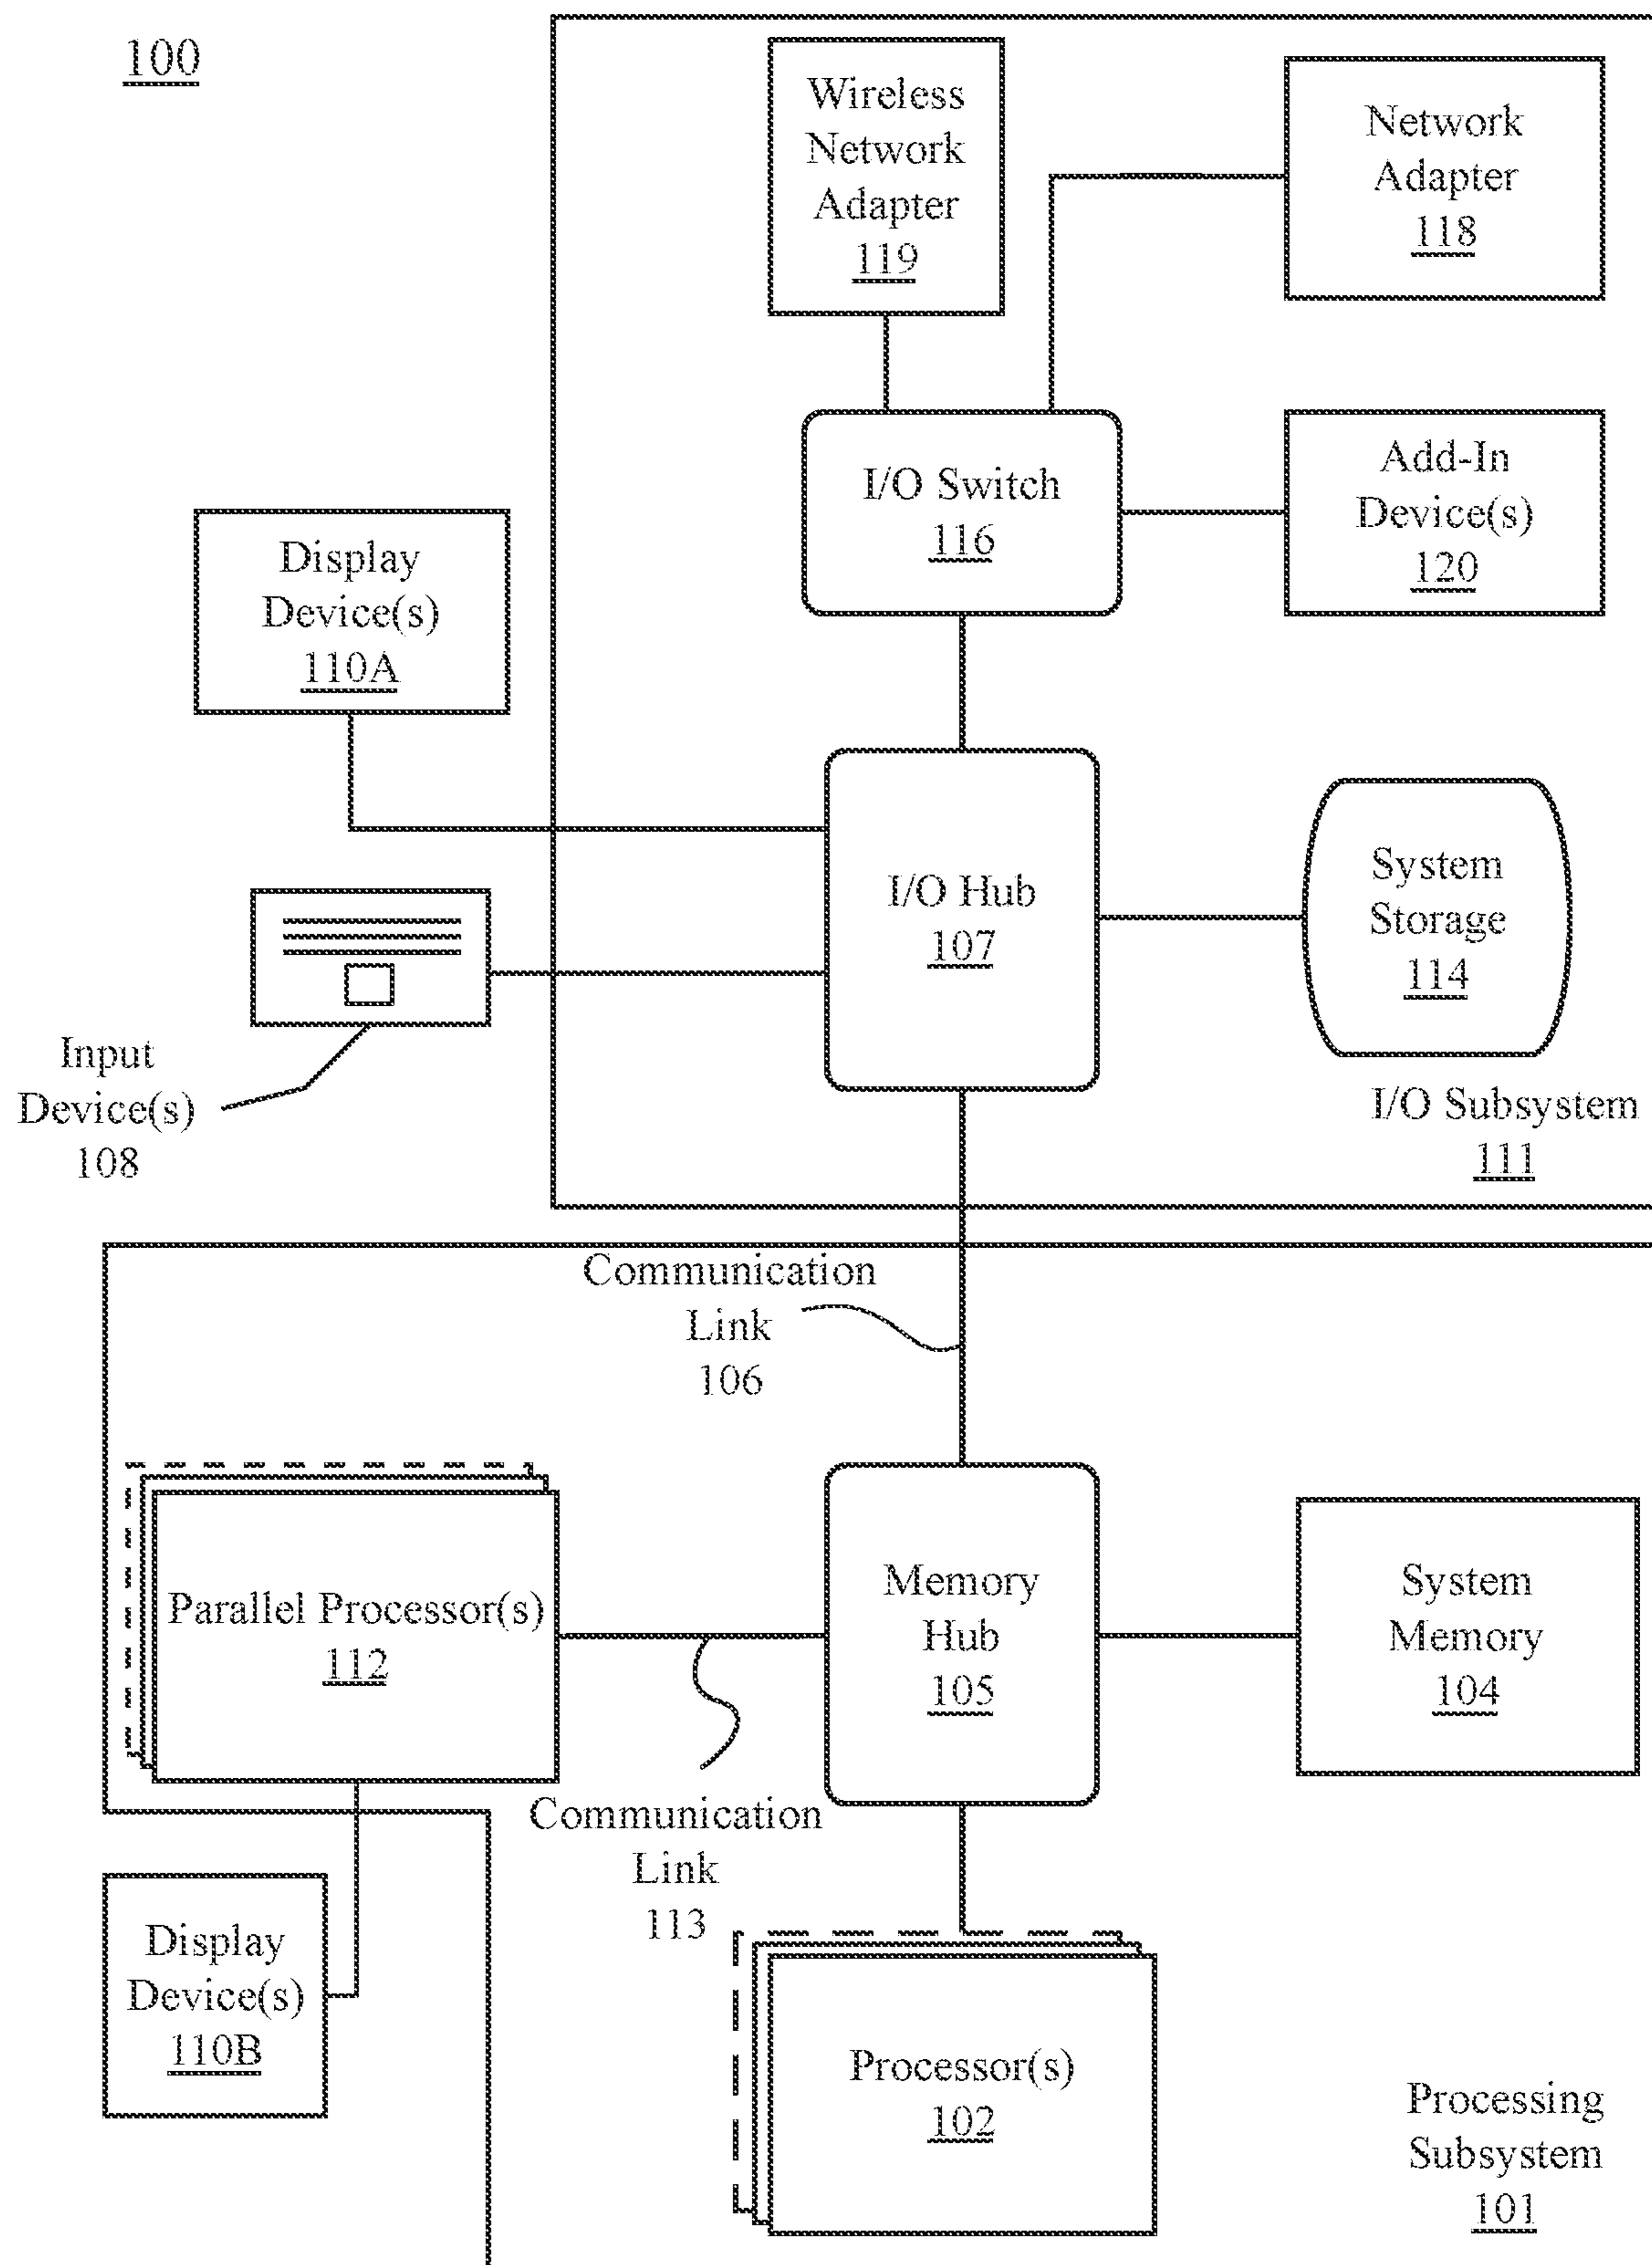 100
Wireless
Network
Adapter
119
Network
Adapter
118
I/O Switch
116
Add-In
Device(s)
120
Display
Device(s)
110A
I/O Hub
107
System
Storage
114
Input
Device(s)
108
I/O Subsystem
111
Communication
Link
106
Parallel Processor(s)
112
Memory
Hub
105
System
Memory
104
Communication
Link
113
Display
Device(s)
110B
Processor(s)
102
Processing
Subsystem
101